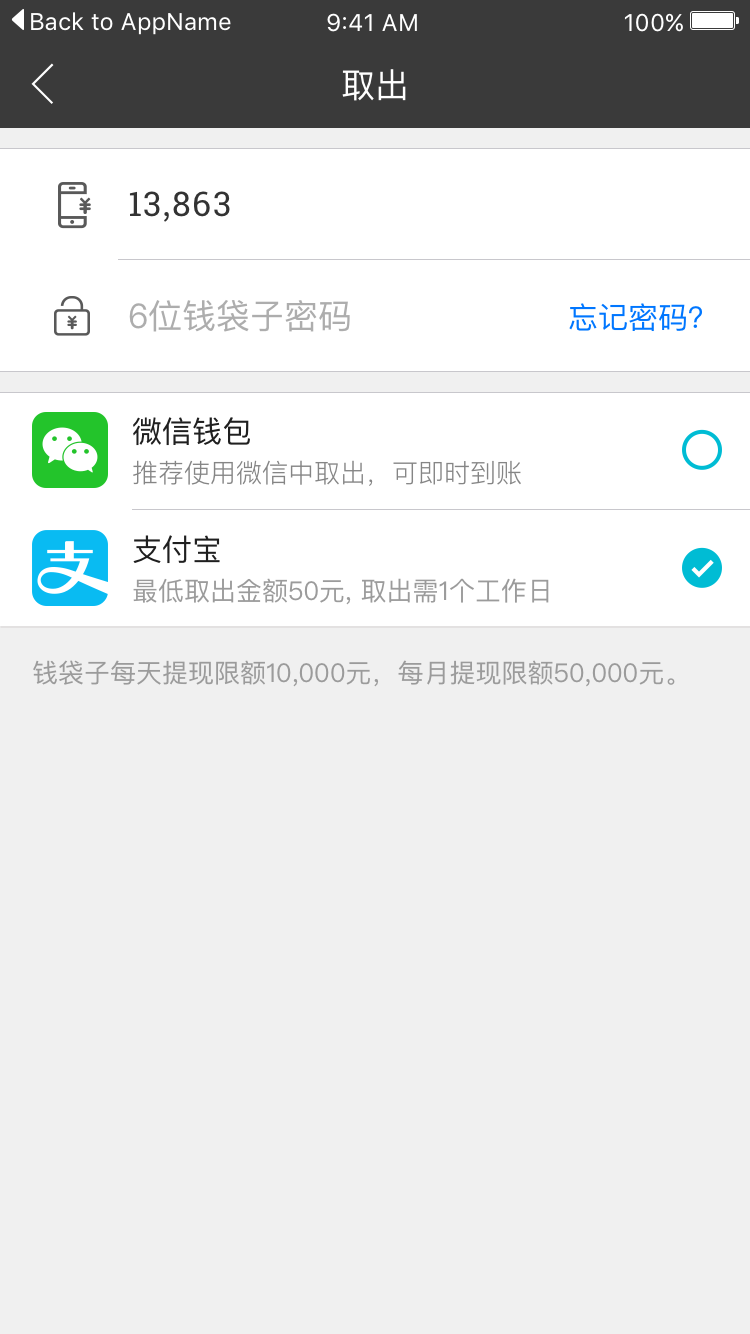 Back to AppName 9:41 AM 100%
取出
13,863
6位钱袋子密码 忘记密码?
微信钱包
推荐使用微信中取出，可即时到账
支付宝
最低取出金额50元, 取出需1个工作日
钱袋子每天提现限额10,000元，每月提现限额50,000元。